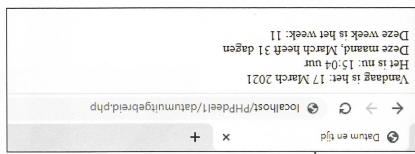 Datum en tijd
localhost/PHPdeel1/datumuitgebreid.php
Vandaag is het: 17 March 2021
Het is nu: 15:04 uur
Deze maand, March heeft 31 dagen
Deze week is het week: 11